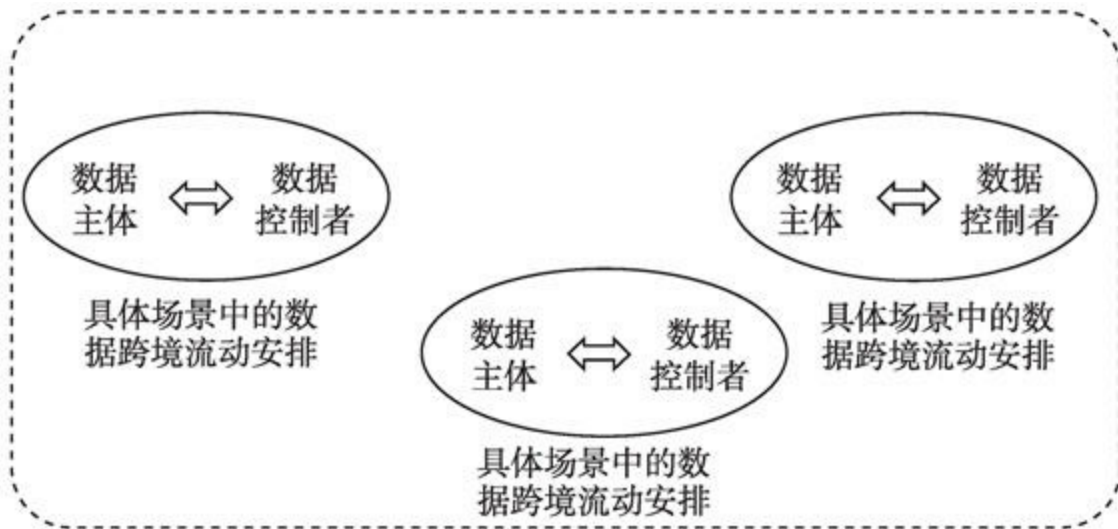 数据
主体
数据
控制者
具体场景中的数
据跨境流动安排
数据
主体
数据
控制者
具体场景中的数
据跨境流动安排
数据
主体
数据
控制者
具体场景中的数
据跨境流动安排